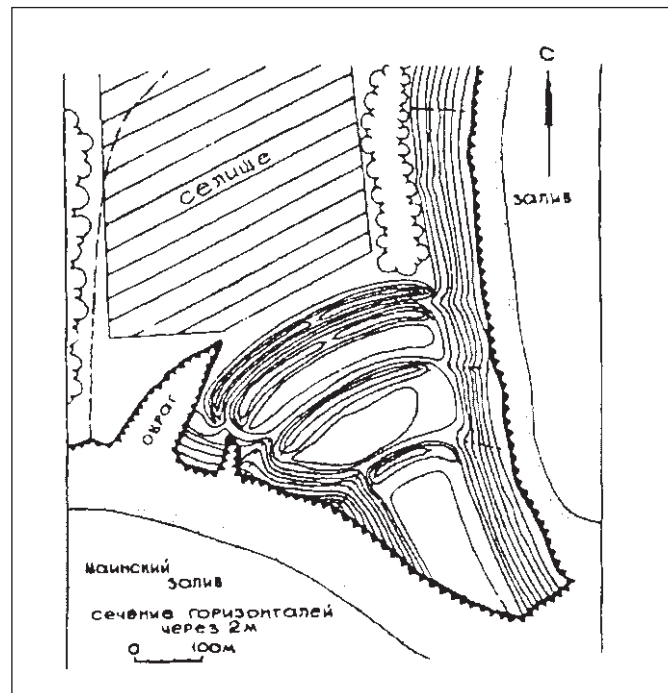 С
селище
залив
овраг
Маинский
залив
сечение горизонталей
через 2м
0 100м